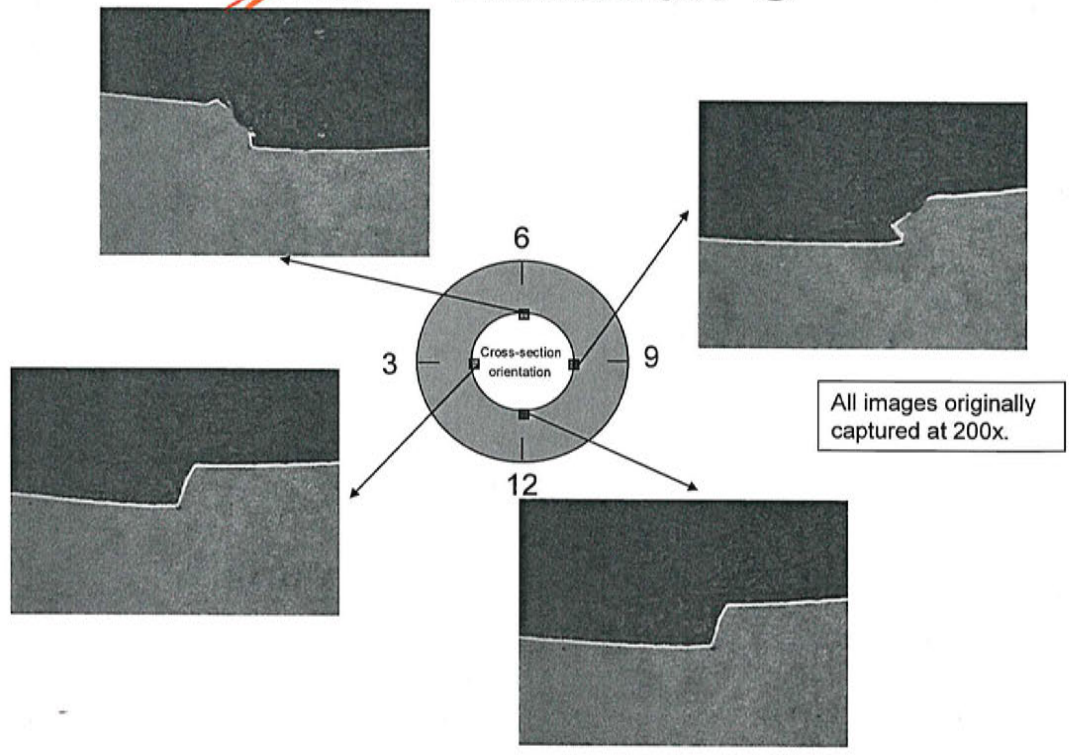 6
3
Cross-section
orientation
9
All images originally
captured at 200x.
12